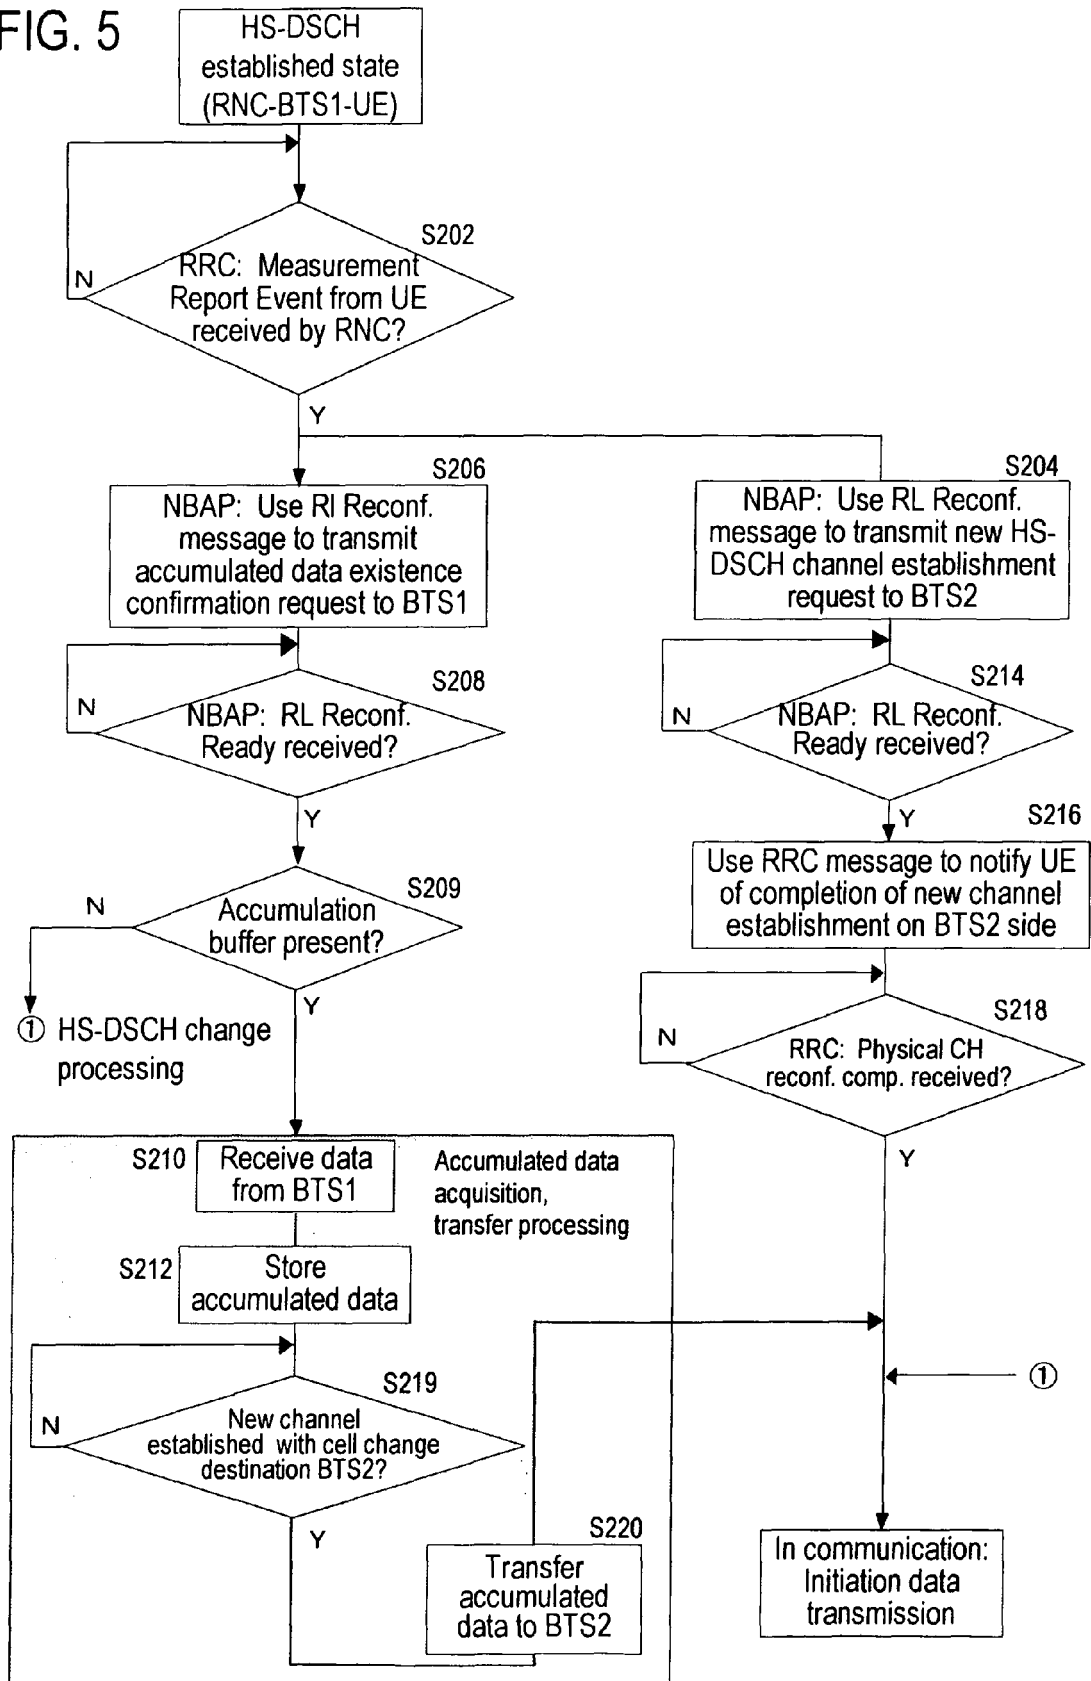 FIG. 5
HS-DSCH
established state
(RNC-BTS1-UE)
S202
RRC: Measurement
Report Event from UE
received by RNC?
N
Y
S206
NBAP: Use RI Reconf.
message to transmit
accumulated data existence
confirmation request to BTS1
S204
NBAP: Use RL Reconf.
message to transmit new HS-
DSCH channel establishment
request to BTS2
S208
NBAP: RL Reconf.
Ready received?
N
Y
S214
NBAP: RL Reconf.
Ready received?
N
Y
S216
Use RRC message to notify UE
of completion of new channel
establishment on BTS2 side
S209
Accumulation
buffer present?
N
Y
① HS-DSCH change
processing
S218
RRC: Physical CH
reconf. comp. received?
N
Y
S210
Receive data
from BTS1
Accumulated data
acquisition,
transfer processing
S212
Store
accumulated data
S219
New channel
established with cell change
destination BTS2?
N
Y
①
S220
Transfer
accumulated
data to BTS2
In communication:
Initiation data
transmission